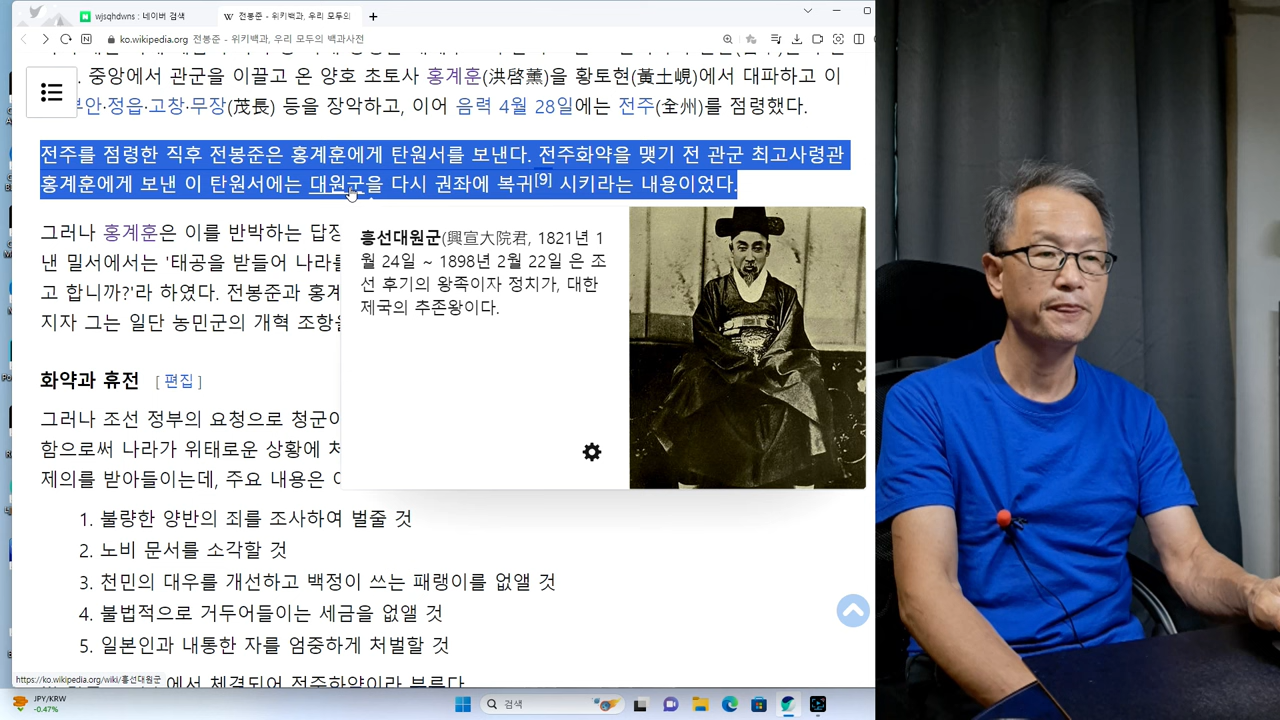 wjsqhdwns : 네이버 검색
W 전봉준 - 위키백과, 우리 모두의
ko.wikipedia.org 전봉준 - 위키백과, 우리 모두의 백과사전
. 중앙에서 관군을 이끌고 온 양호 초토사 홍계훈(洪啓薰)을 황토현(黃土峴)에서 대파하고 이
부안·정읍·고창·무장(茂長) 등을 장악하고, 이어 음력 4월 28일에는 전주(全州)를 점령했다.
전주를 점령한 직후 전봉준은 홍계훈에게 탄원서를 보낸다. 전주화약을 맺기 전 관군 최고사령관
홍계훈에게 보낸 이 탄원서에는 대원군을 다시 권좌에 복귀[9] 시키라는 내용이었다.
그러나 홍계훈은 이를 반박하는 답장
낸 밀서에서는 '태공을 받들어 나라를
고 합니까?'라 하였다. 전봉준과 홍계
지자 그는 일단 농민군의 개혁 조항을
흥선대원군(興宣大院君, 1821년 1
월 24일 ~ 1898년 2월 22일 은 조
선 후기의 왕족이자 정치가, 대한
제국의 추존왕이다.
화약과 휴전 [ 편집 ]
그러나 조선 정부의 요청으로 청군이
함으로써 나라가 위태로운 상황에 처
제의를 받아들이는데, 주요 내용은 이
1. 불량한 양반의 죄를 조사하여 벌줄 것
2. 노비 문서를 소각할 것
3. 천민의 대우를 개선하고 백정이 쓰는 패랭이를 없앨 것
4. 불법적으로 거두어들이는 세금을 없앨 것
5. 일본인과 내통한 자를 엄중하게 처벌할 것
에서 체결되어 전주화약이라 부른다
https://ko.wikipedia.org/wiki/흥선대원군
JPY/KRW
-0.47%
검색